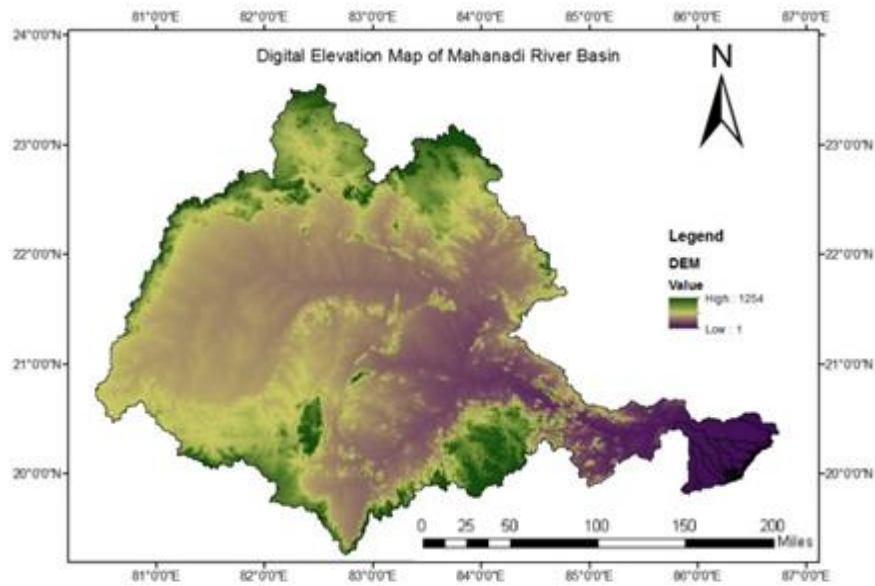 81°0'0"E 82°0'0"E 83°0'0"E 84°0'0"E 85°0'0"E 86°0'0"E 87°0'0"E
24°0'0"N
Digital Elevation Map of Mahanadi River Basin
N
23°0'0"N 23°0'0"N
Legend
22°0'0"N DEM 22°0'0"N
Value
High : 1254
Low : 1
21°0'0"N 21°0'0"N
20°0'0"N 20°0'0"N
0 25 50 100 150 200
Miles
81°0'0"E 82°0'0"E 83°0'0"E 84°0'0"E 85°0'0"E 86°0'0"E 87°0'0"E